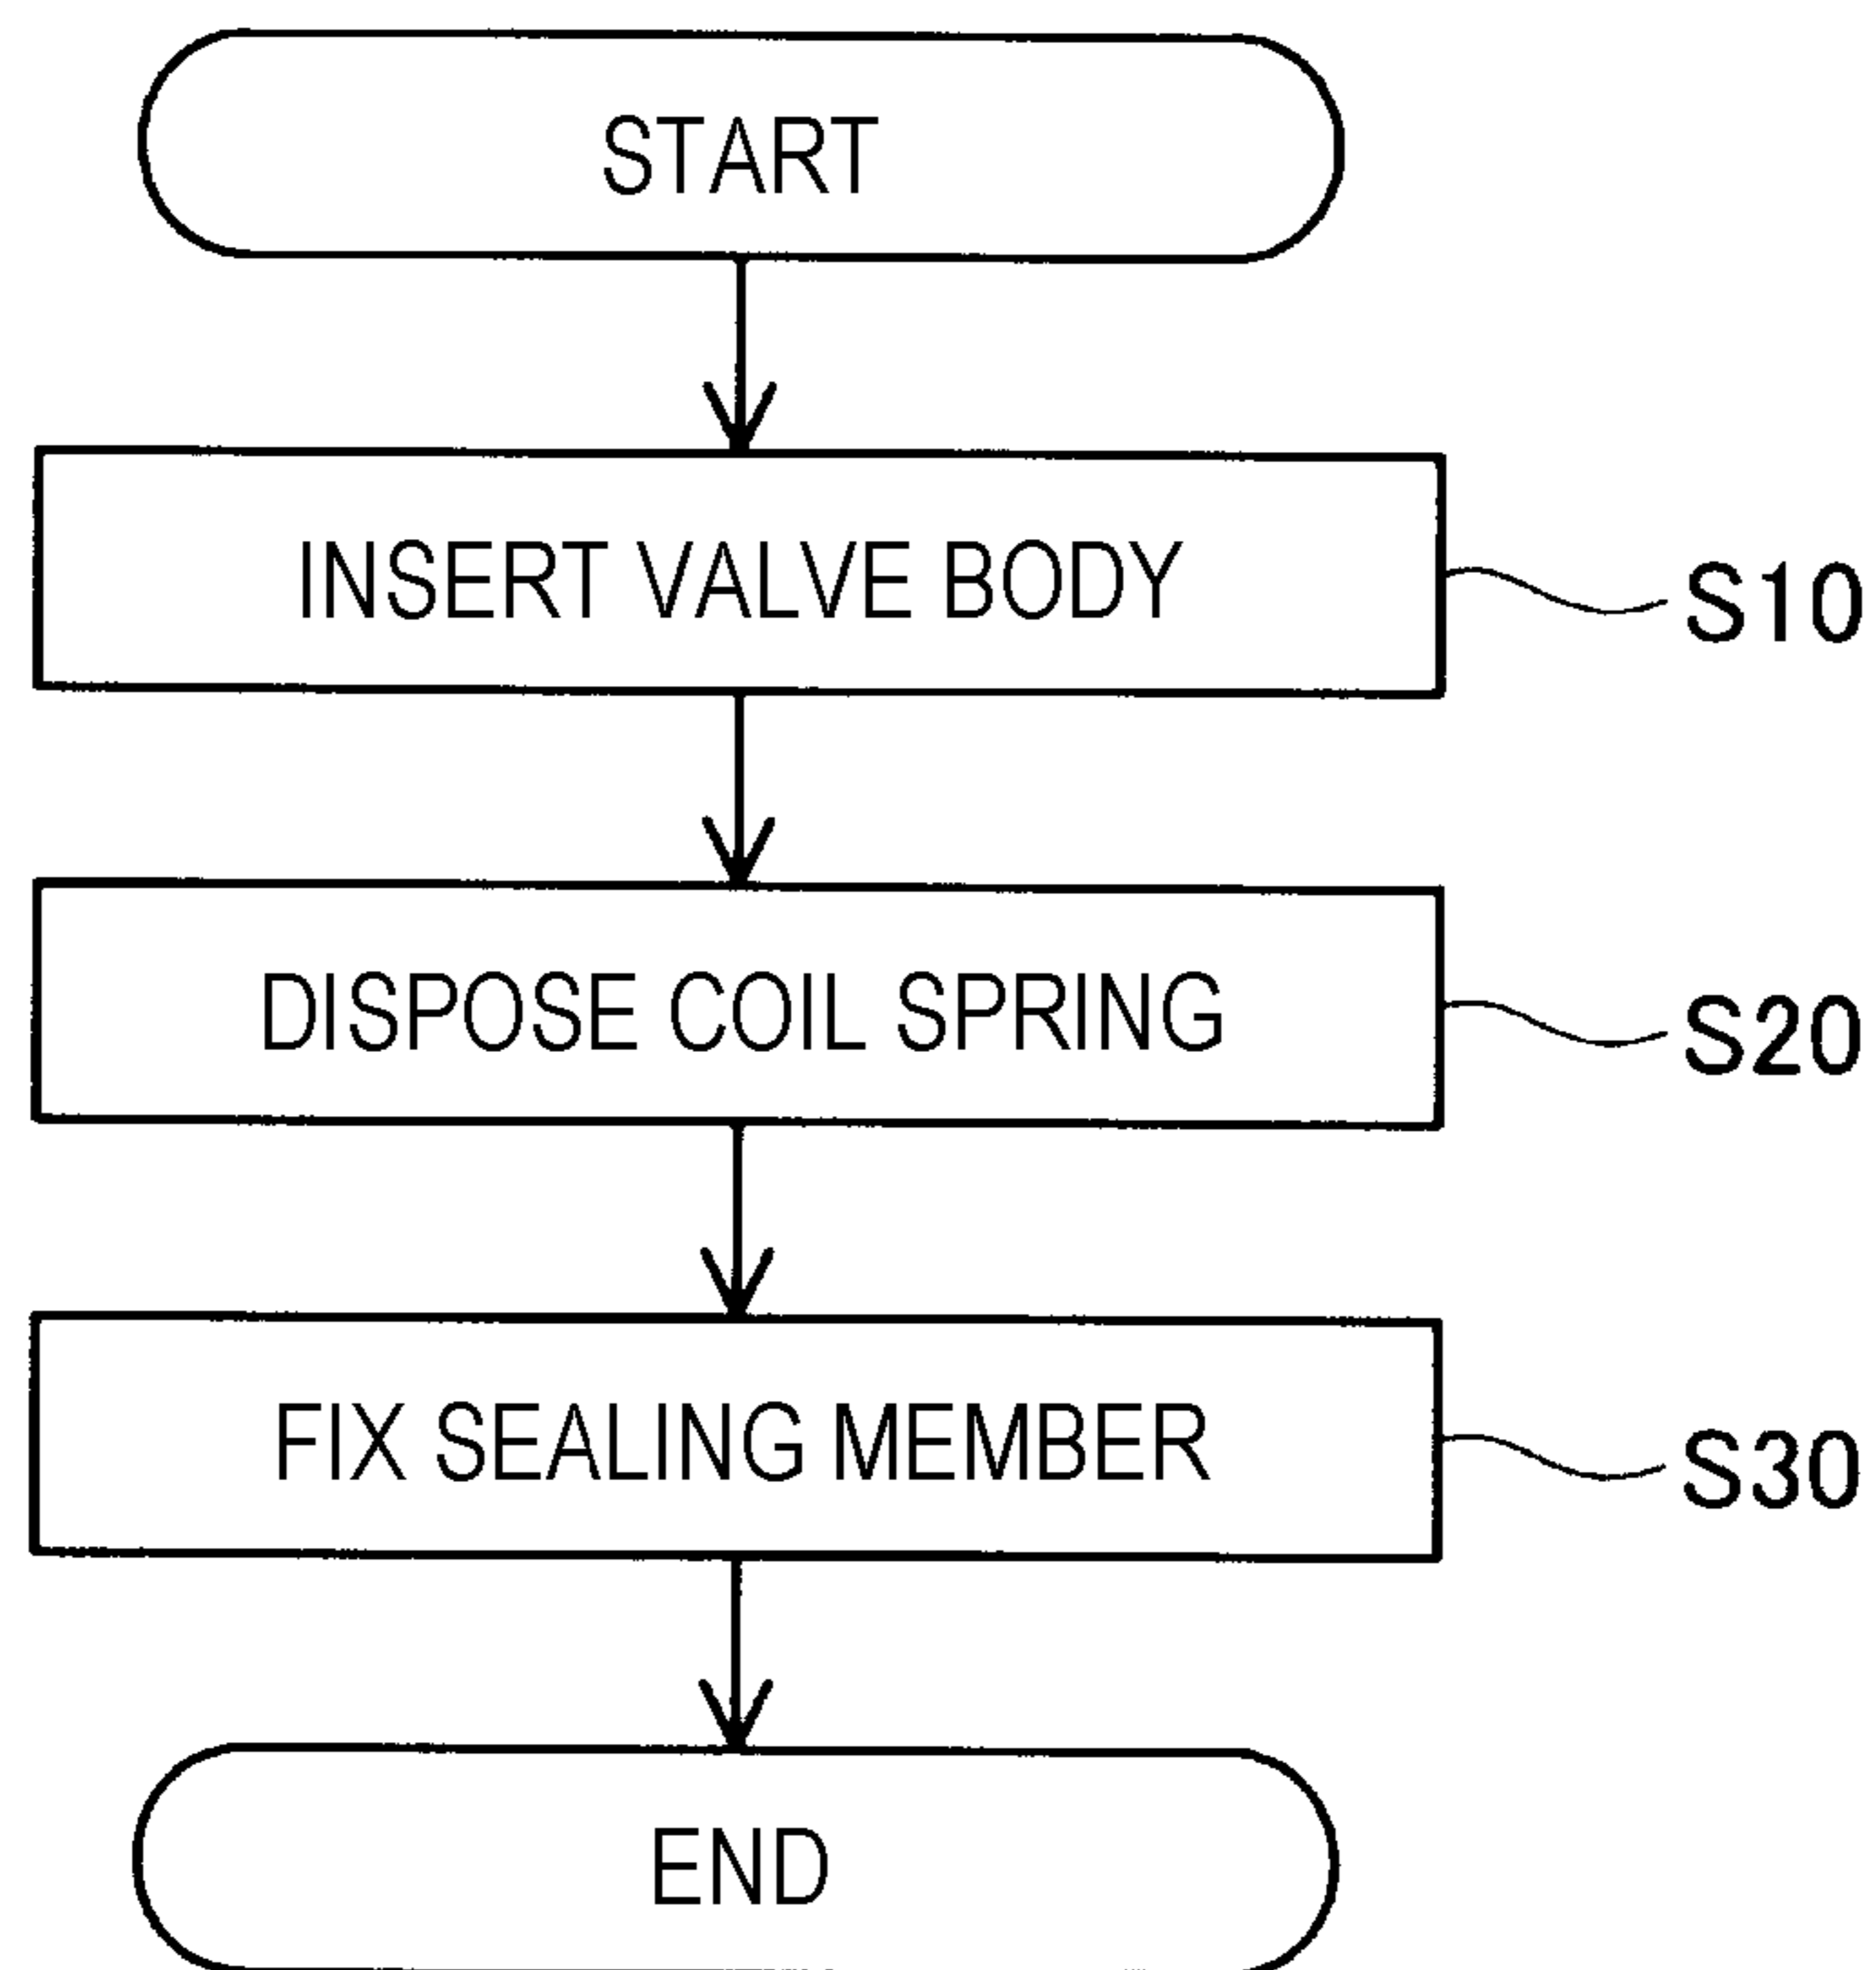 START
INSERT VALVE BODY
S10
DISPOSE COIL SPRING
S20
FIX SEALING MEMBER
S30
END